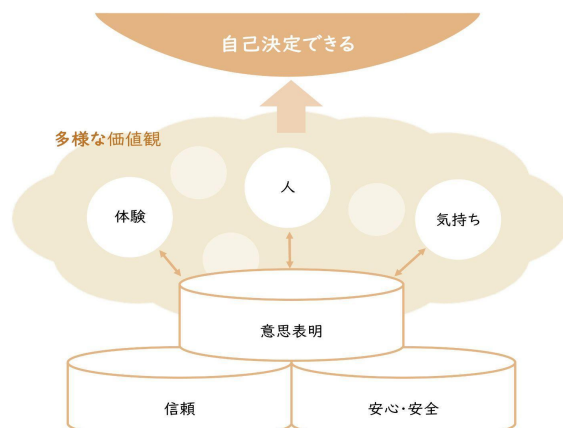 自己決定できる
多様な価値観
人
体験
気持ち
意思表明
信頼
安心・安全